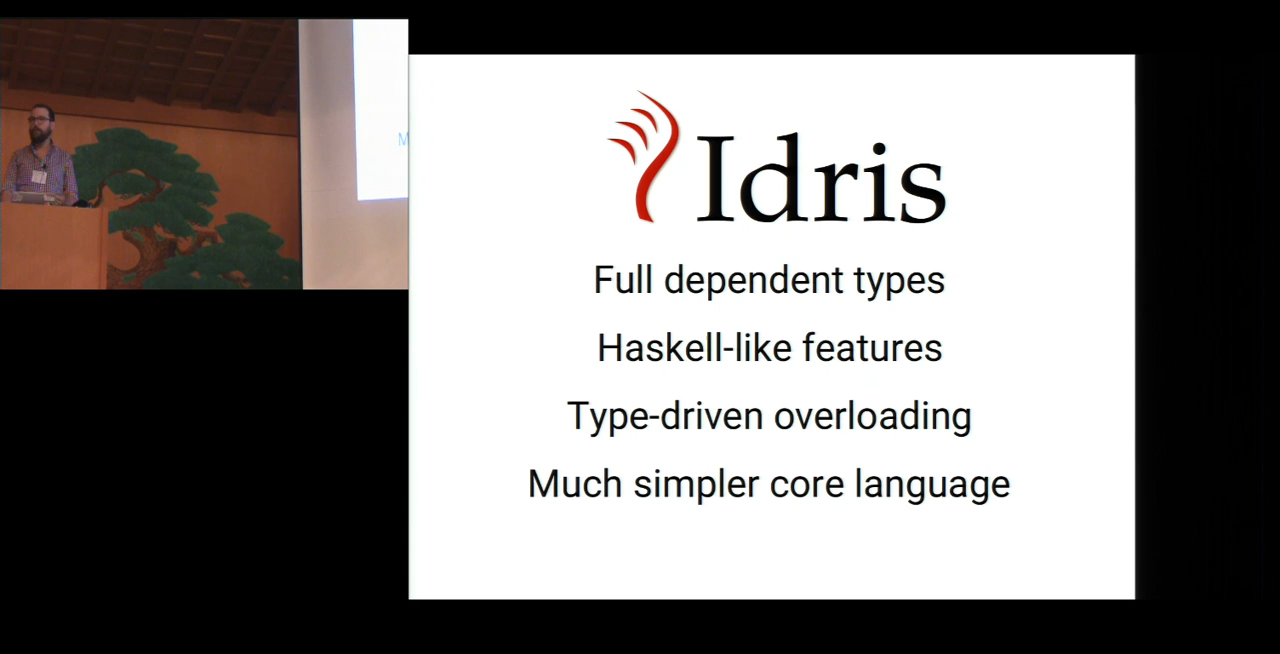 M
Idris
Full dependent types
Haskell-like features
Type-driven overloading
Much simpler core language